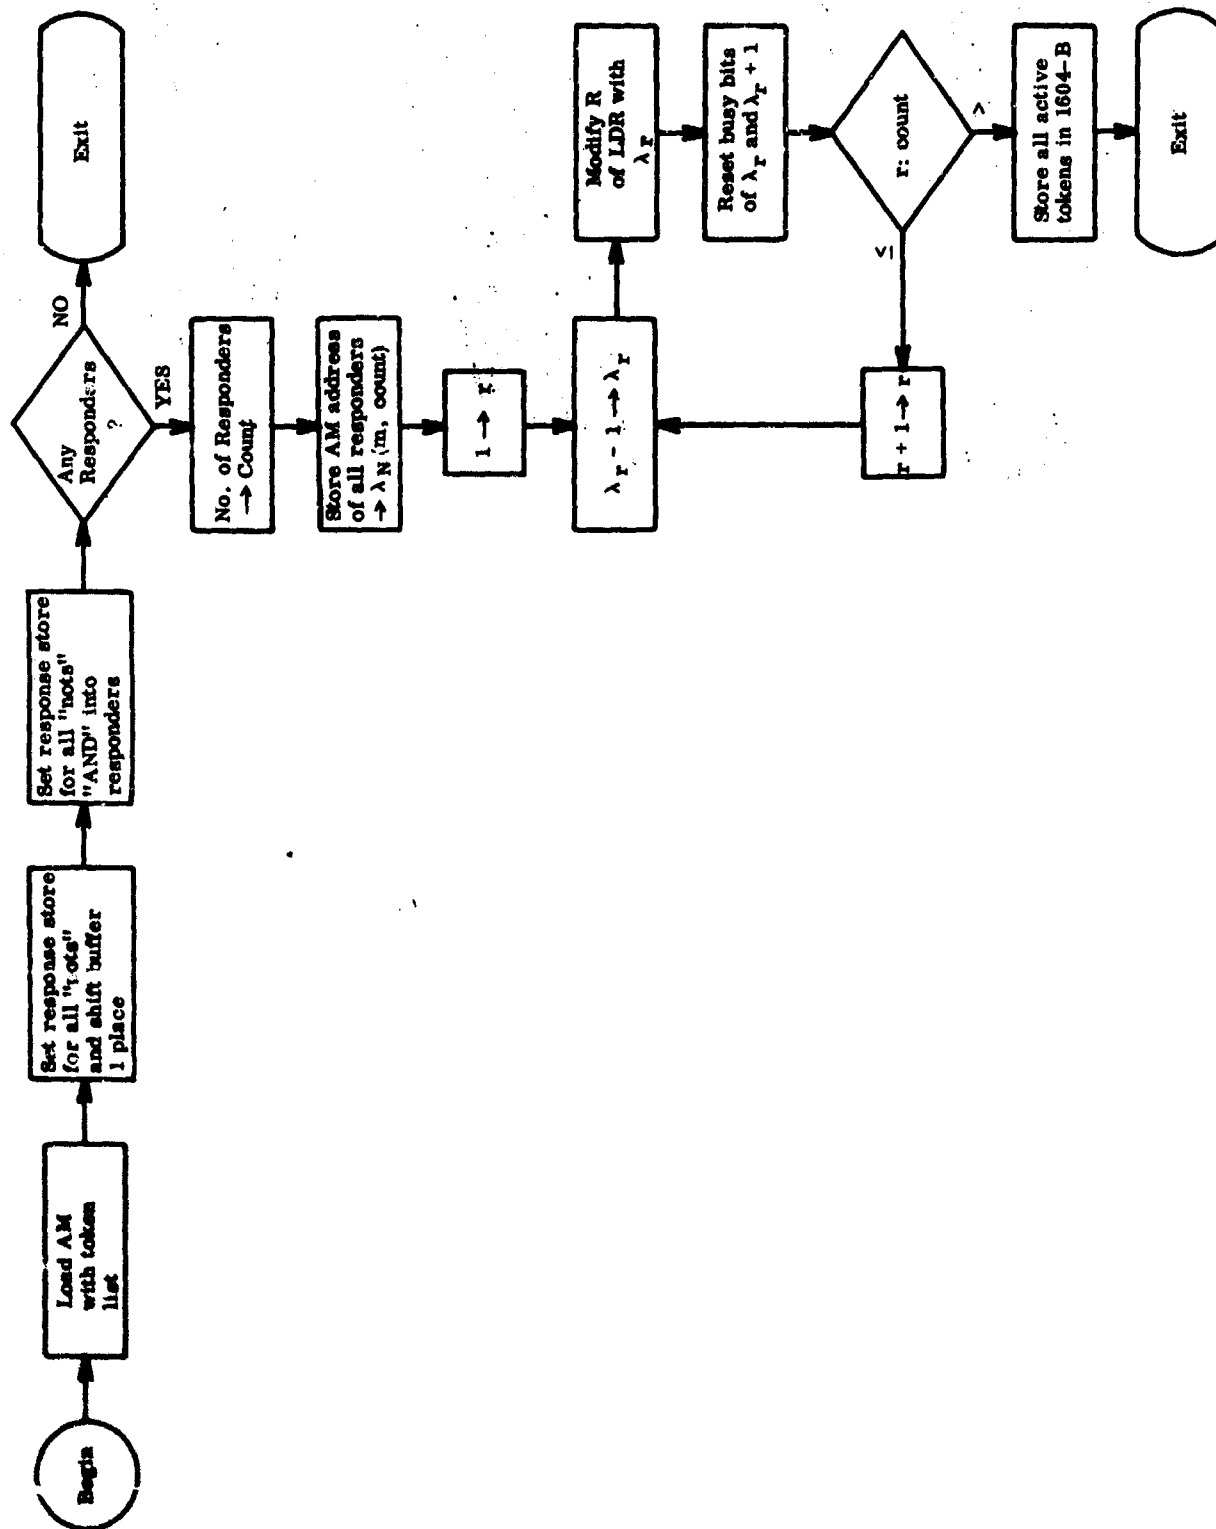 Begin
Load AM
with token
list
Set response store
for all "nots"
and shift buffer
1 place
Set response store
for all "nots"
"AND" into
responders
Any
Responders
?
NO
Exit
YES
No. of Responders
→ Count
Store AM address
of all responders
→ λN (m, count)
1 → r
λr - 1 → λr
Modify R
of LDR with
λr
Reset busy bits
of λr and λr + 1
r: count
≤
r + 1 → r
>
Store all active
tokens in 1604-B
Exit